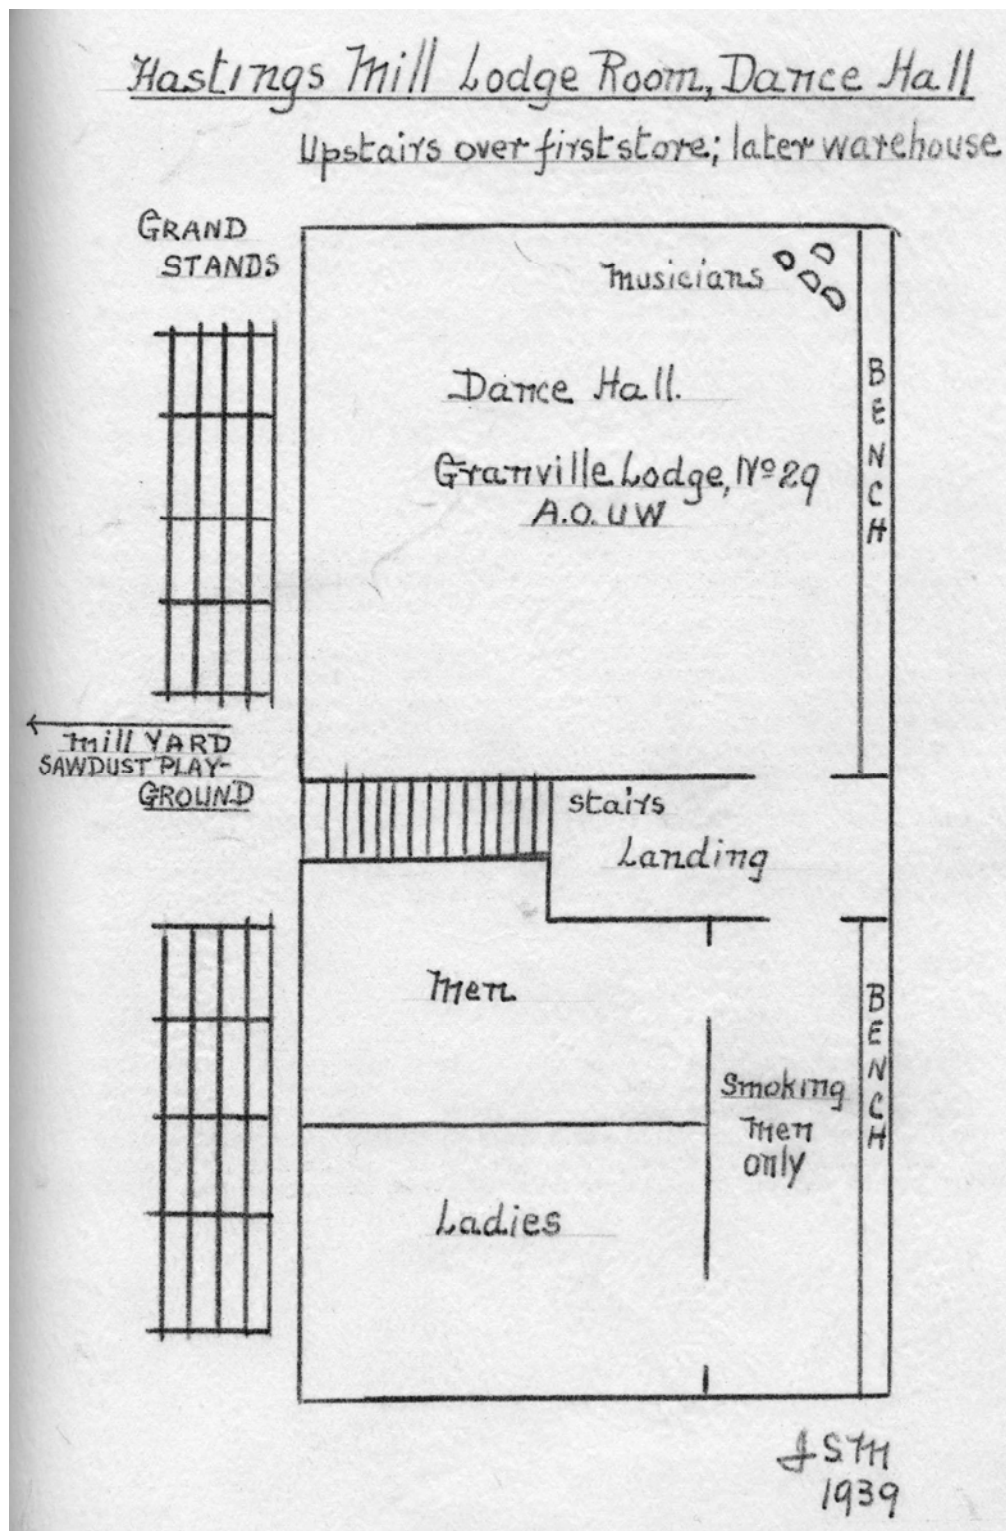 Hastings Mill Lodge Room, Dance Hall
Upstairs over first store; later warehouse
GRAND
STANDS
musicians
Dance Hall.
Granville Lodge, Nº 29
A.O.UW
BENCH
mill YARD
SAWDUST PLAY-
GROUND
stairs
Landing
Men
BENCH
Smoking
men
only
Ladies
JSM
1939